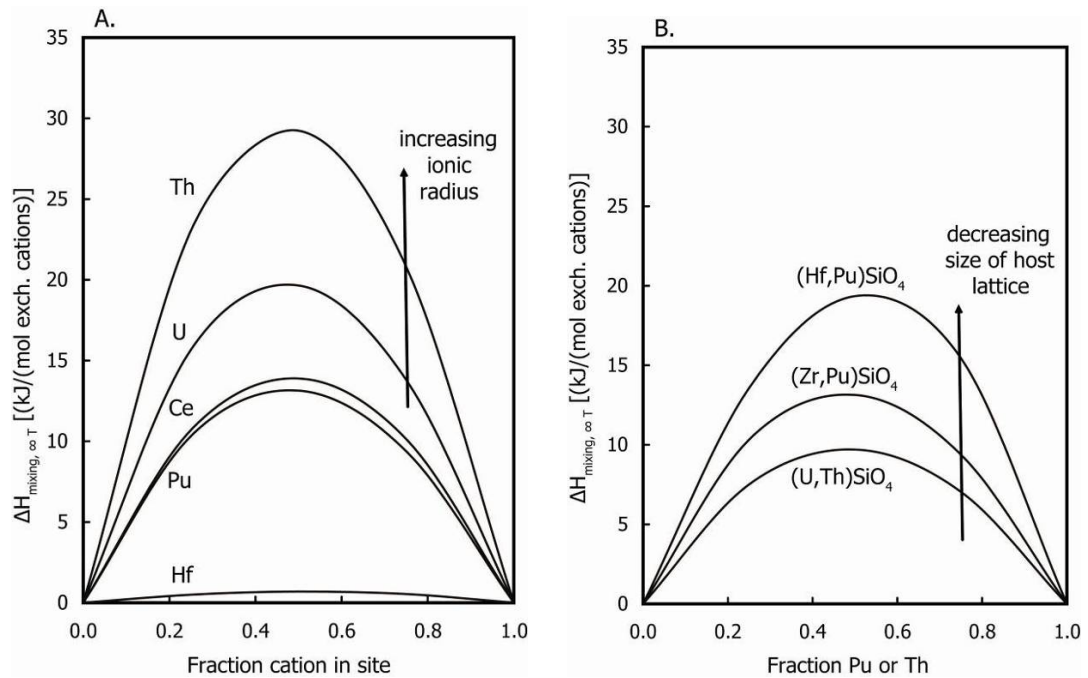 A.
35
30
25
20
15
10
5
0
ΔH mixing, ∞ T [(kJ/(mol exch. cations)]
Th
U
Ce
Pu
Hf
increasing
ionic
radius
0.0 0.2 0.4 0.6 0.8 1.0
Fraction cation in site
B.
35
30
25
20
15
10
5
0
ΔH mixing, ∞ T [(kJ/(mol exch. cations)]
decreasing
size of host
lattice
(Hf,Pu)SiO₄
(Zr,Pu)SiO₄
(U,Th)SiO₄
0.0 0.2 0.4 0.6 0.8 1.0
Fraction Pu or Th